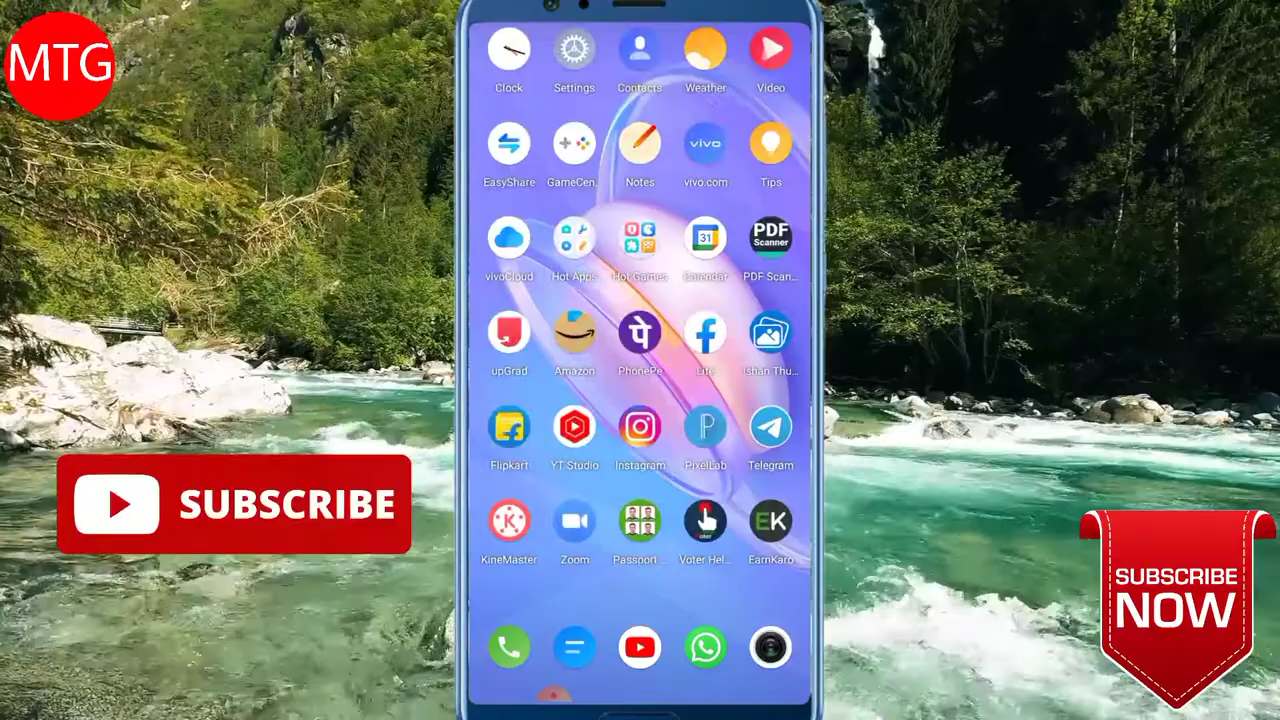 MTG
Clock Settings Contacts Weather Video
vivo
EasyShare GameCen.. Notes vivo.com Tips
31 PDF Scanner
vivoCloud Hot Apps Hot Games Calendar PDF Scan...
पे
upGrad Amazon PhonePe Lite Ishan Thu...
P
Flipkart YT Studio Instagram PixelLab Telegram
K Voter EK
KineMaster Zoom Passport ... Voter Hel.. EarnKaro
SUBSCRIBE
SUBSCRIBE
NOW